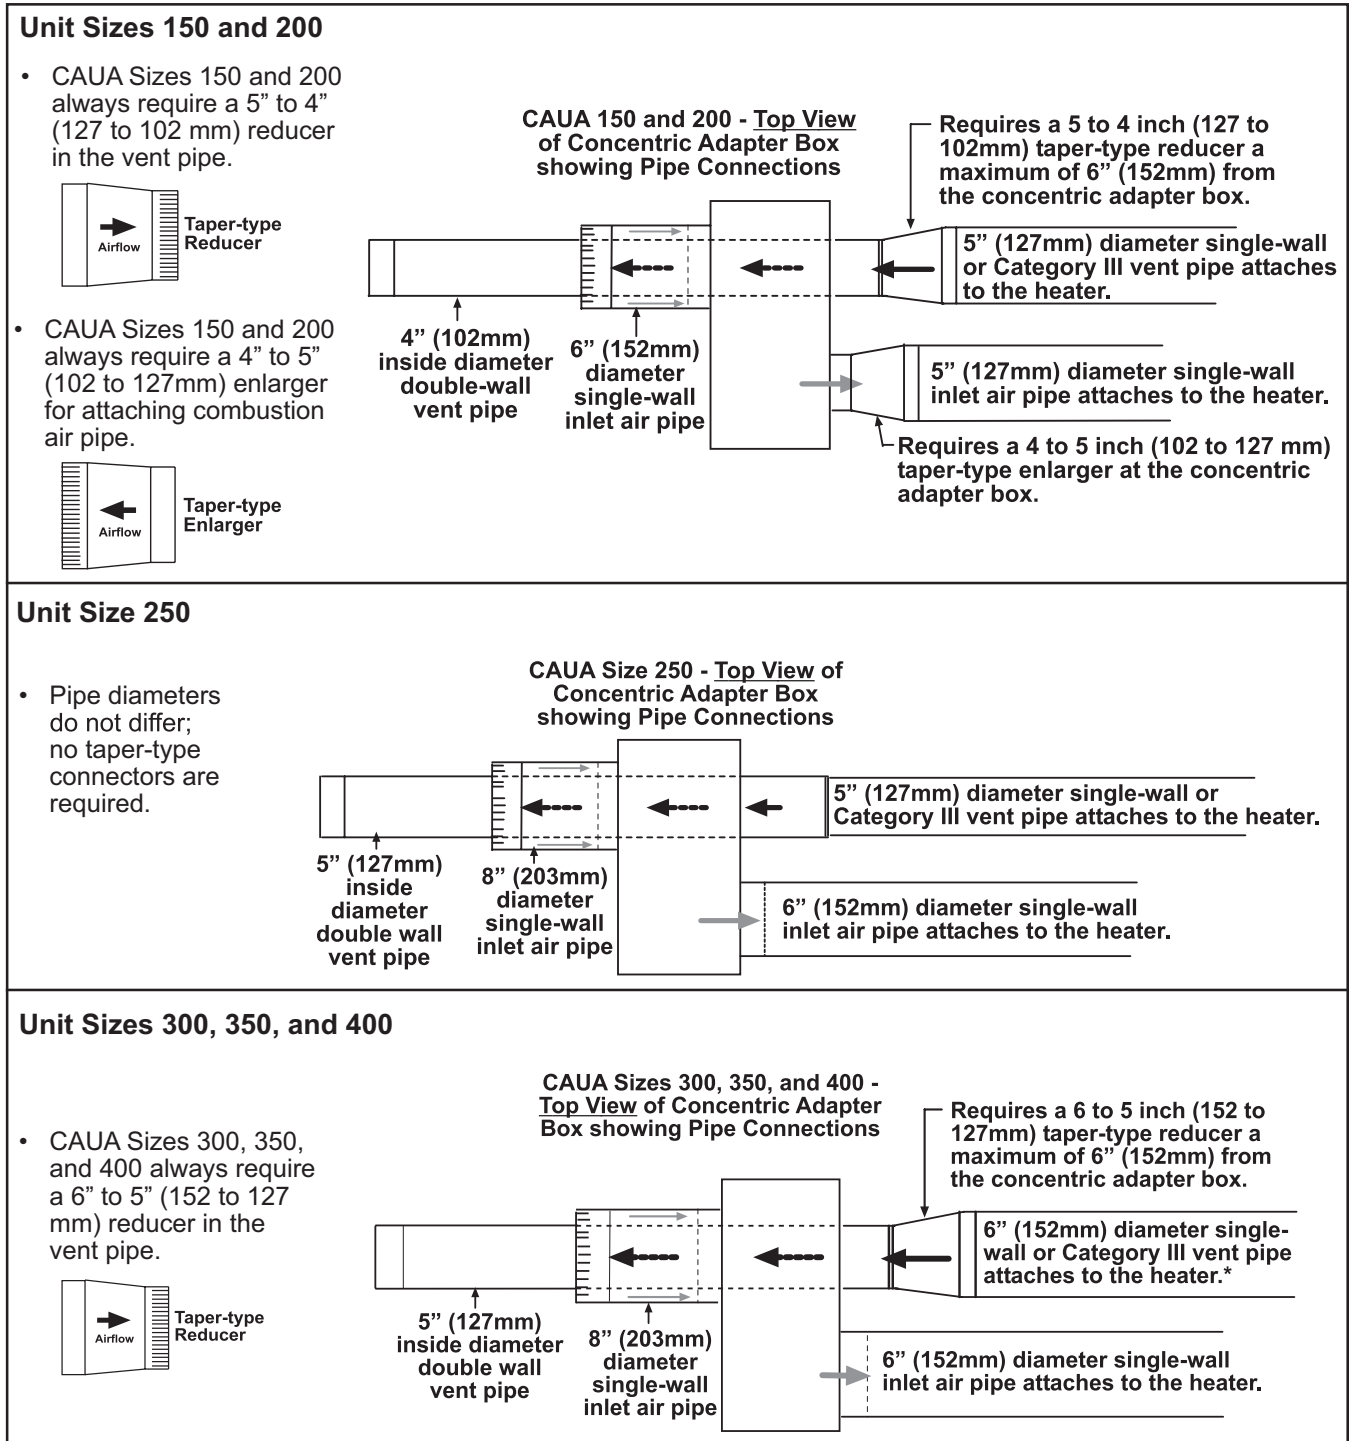 Unit Sizes 150 and 200
• CAUA Sizes 150 and 200
always require a 5” to 4”
(127 to 102 mm) reducer
in the vent pipe.
Airflow
Taper-type
Reducer
• CAUA Sizes 150 and 200
always require a 4” to 5”
(102 to 127mm) enlarger
for attaching combustion
air pipe.
Airflow
Taper-type
Enlarger
CAUA 150 and 200 - Top View
of Concentric Adapter Box
showing Pipe Connections
Requires a 5 to 4 inch (127 to
102mm) taper-type reducer a
maximum of 6” (152mm) from
the concentric adapter box.
5” (127mm) diameter single-wall
or Category III vent pipe attaches
to the heater.
4” (102mm)
inside diameter
double-wall
vent pipe
6” (152mm)
diameter
single-wall
inlet air pipe
5” (127mm) diameter single-wall
inlet air pipe attaches to the heater.
Requires a 4 to 5 inch (102 to 127 mm)
taper-type enlarger at the concentric
adapter box.
Unit Size 250
• Pipe diameters
do not differ;
no taper-type
connectors are
required.
CAUA Size 250 - Top View of
Concentric Adapter Box
showing Pipe Connections
5” (127mm) diameter single-wall or
Category III vent pipe attaches to the heater.
5” (127mm)
inside
diameter
double wall
vent pipe
8” (203mm)
diameter
single-wall
inlet air pipe
6” (152mm) diameter single-wall
inlet air pipe attaches to the heater.
Unit Sizes 300, 350, and 400
• CAUA Sizes 300, 350,
and 400 always require
a 6” to 5” (152 to 127
mm) reducer in the
vent pipe.
Airflow
Taper-type
Reducer
CAUA Sizes 300, 350, and 400 -
Top View of Concentric Adapter
Box showing Pipe Connections
Requires a 6 to 5 inch (152 to
127mm) taper-type reducer a
maximum of 6” (152mm) from
the concentric adapter box.
6” (152mm) diameter single-
wall or Category III vent pipe
attaches to the heater.*
5” (127mm)
inside diameter
double wall
vent pipe
8” (203mm)
diameter
single-wall
inlet air pipe
6” (152mm) diameter single-wall
inlet air pipe attaches to the heater.